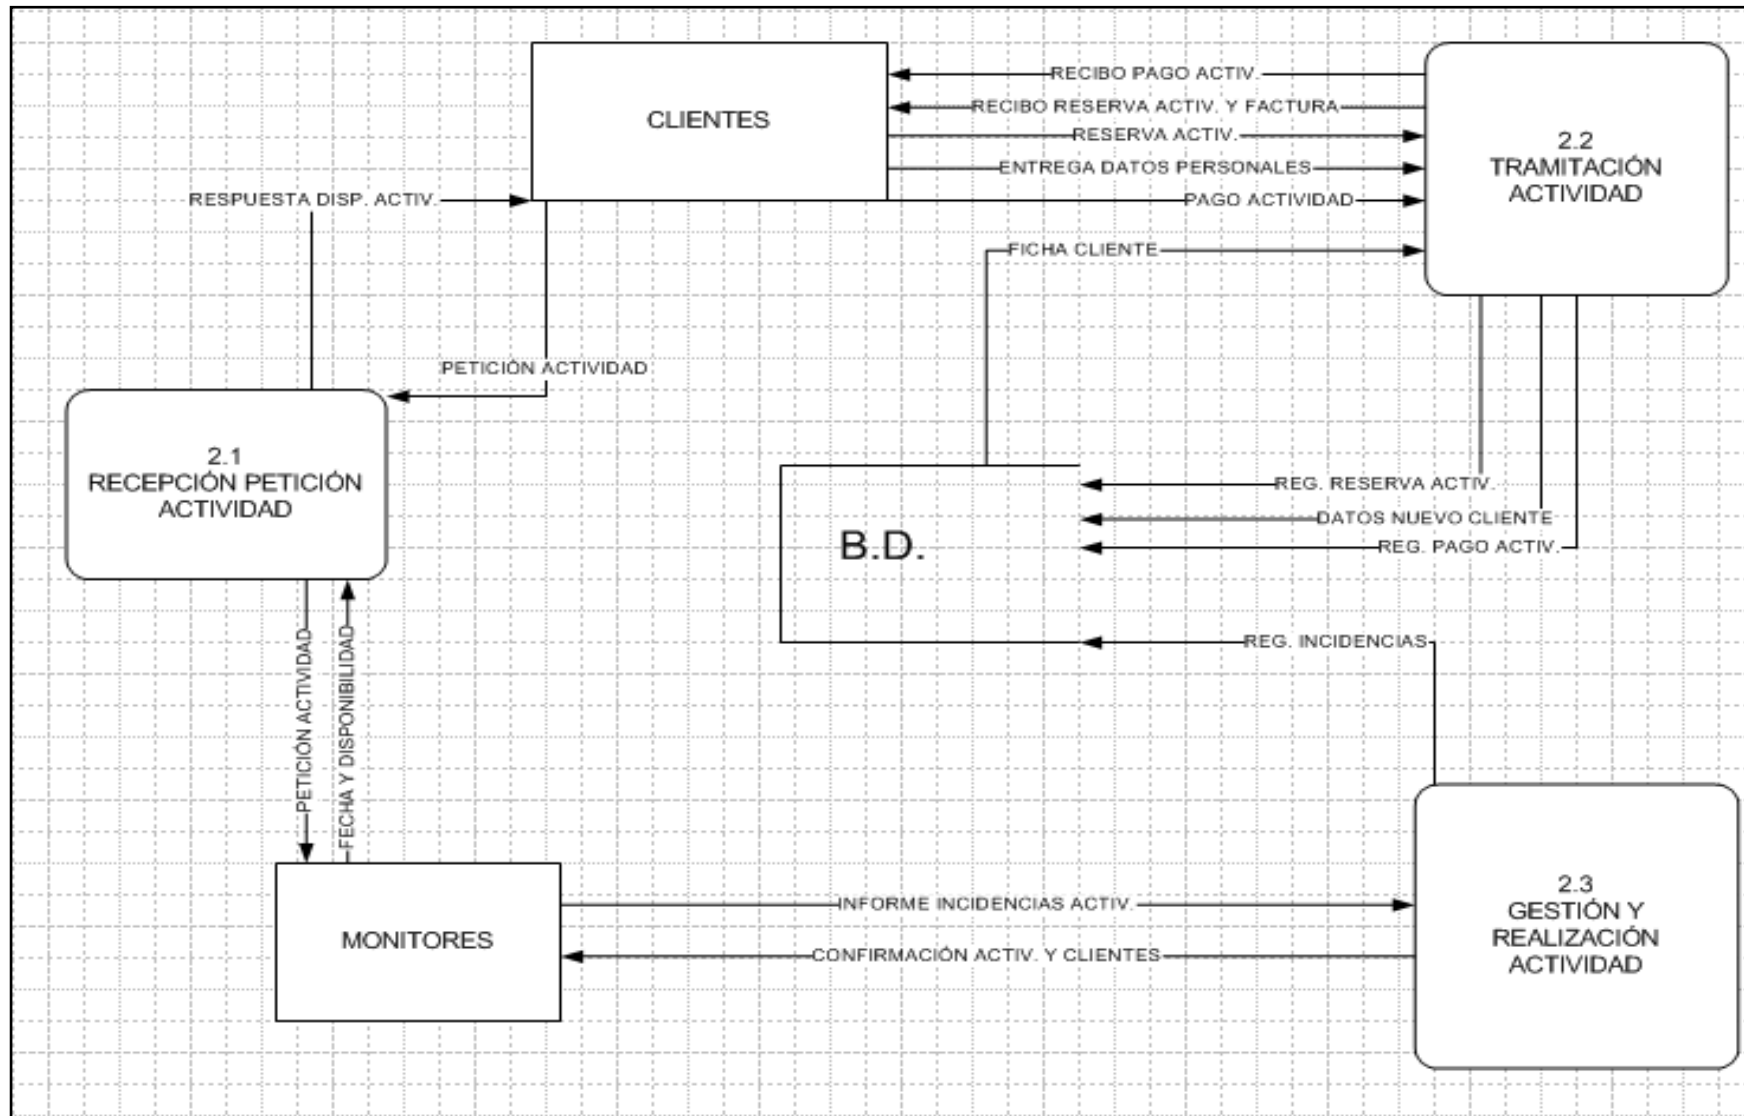 RECIBO PAGO ACTIV.
CLIENTES
RECIBO RESERVA ACTIV. Y FACTURA
RESERVA ACTIV.
2.2
TRAMITACIÓN
ACTIVIDAD
ENTREGA DATOS PERSONALES
RESPUESTA DISP. ACTIV.
PAGO ACTIVIDAD
FICHA CLIENTE
PETICIÓN ACTIVIDAD
2.1
RECEPCIÓN PETICIÓN
ACTIVIDAD
REG. RESERVA ACTIV.
DATOS NUEVO CLIENTE
B.D.
REG. PAGO ACTIV.
REG. INCIDENCIAS
PETICIÓN ACTIVIDAD
FECHA Y DISPONIBILIDAD
INFORME INCIDENCIAS ACTIV.
MONITORES
CONFIRMACIÓN ACTIV. Y CLIENTES
2.3
GESTIÓN Y
REALIZACIÓN
ACTIVIDAD